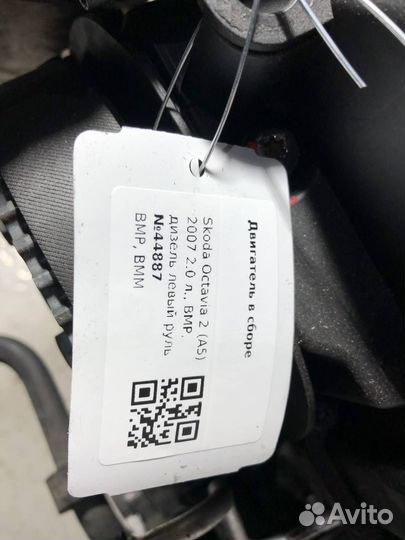 Двигатель в сборе
Skoda Octavia 2 (A5)
2007 2.0 л., BMP.
дизель левый руль
№44887
BMP, BMM
Avito